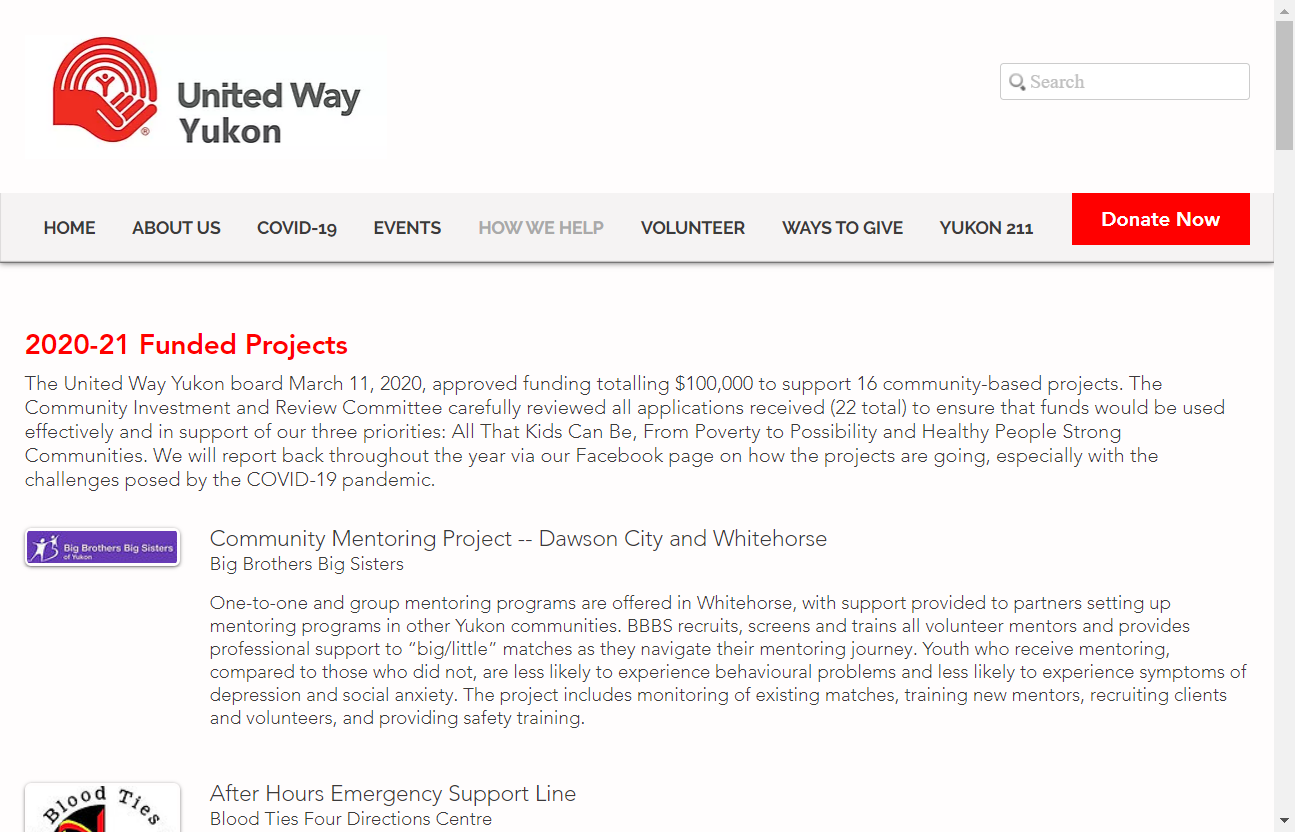 United Way
Yukon
®
Search
HOME
ABOUT US
COVID-19
EVENTS
HOW WE HELP
VOLUNTEER
WAYS TO GIVE
YUKON 211
Donate Now
2020-21 Funded Projects
The United Way Yukon board March 11, 2020, approved funding totalling $100,000 to support 16 community-based projects. The
Community Investment and Review Committee carefully reviewed all applications received (22 total) to ensure that funds would be used
effectively and in support of our three priorities: All That Kids Can Be, From Poverty to Possibility and Healthy People Strong
Communities. We will report back throughout the year via our Facebook page on how the projects are going, especially with the
challenges posed by the COVID-19 pandemic.
Big Brothers Big Sisters
of Yukon
Community Mentoring Project -- Dawson City and Whitehorse
Big Brothers Big Sisters
One-to-one and group mentoring programs are offered in Whitehorse, with support provided to partners setting up
mentoring programs in other Yukon communities. BBBS recruits, screens and trains all volunteer mentors and provides
professional support to “big/little” matches as they navigate their mentoring journey. Youth who receive mentoring,
compared to those who did not, are less likely to experience behavioural problems and less likely to experience symptoms of
depression and social anxiety. The project includes monitoring of existing matches, training new mentors, recruiting clients
and volunteers, and providing safety training.
Blood Ties
After Hours Emergency Support Line
Blood Ties Four Directions Centre